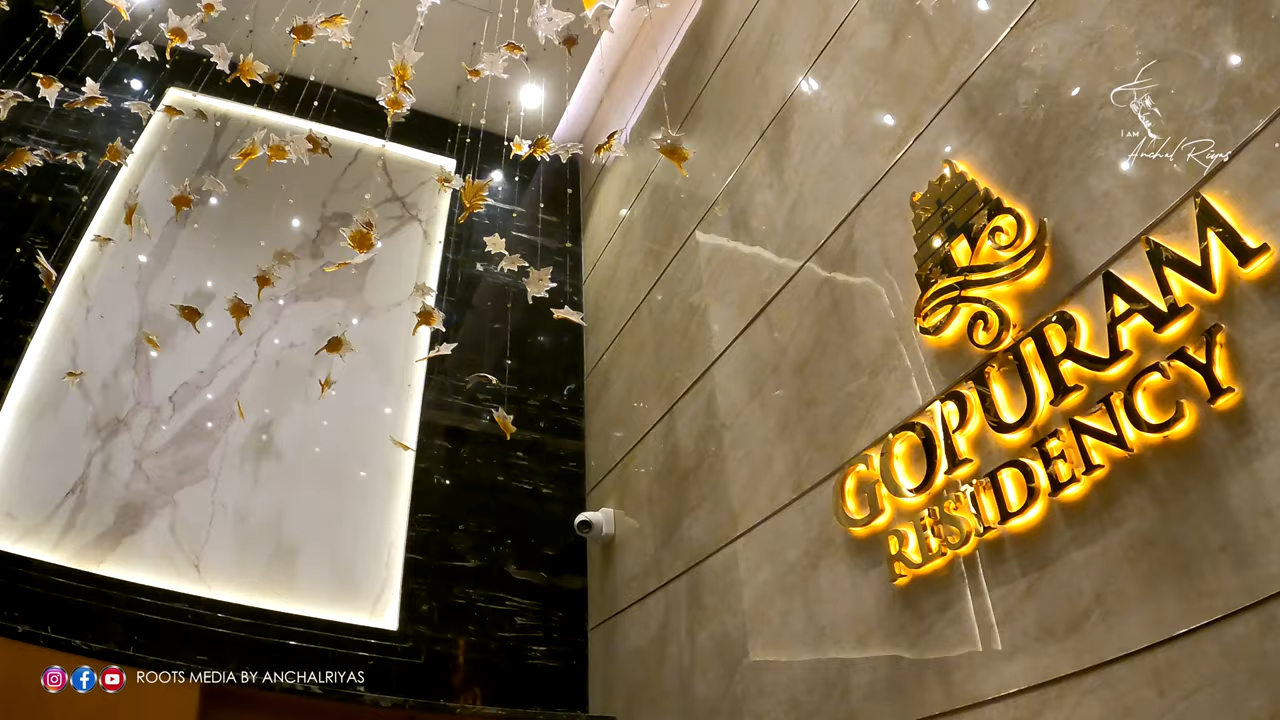 I AM
Anchal Riyas
GOPURAM
RESIDENCY
ROOTS MEDIA BY ANCHALRIYAS